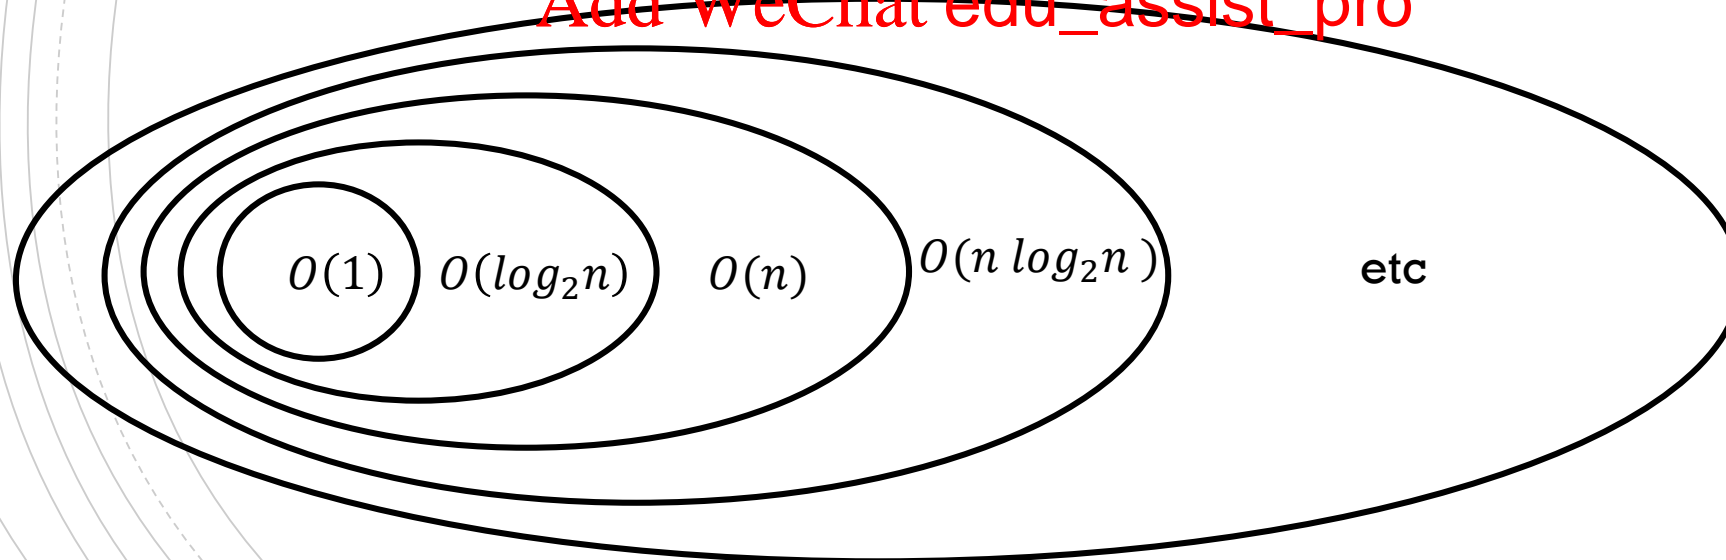 Add WeChat edu_assist_pro
O(1) O(log₂n) O(n) O(n log₂n ) etc